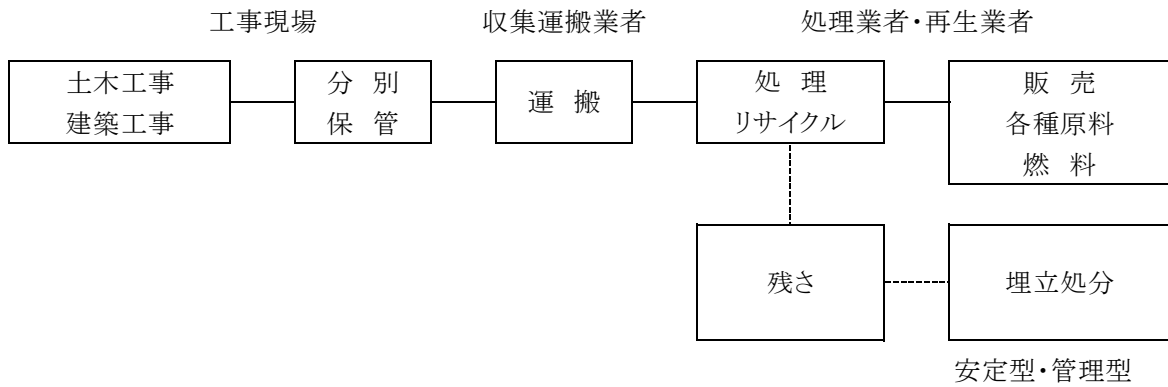 工事現場
収集運搬業者
処理業者・再生業者
土木工事
建築工事
分 別
保 管
運 搬
処 理
リサイクル
販 売
各種原料
燃 料
残さ
埋立処分
安定型・管理型